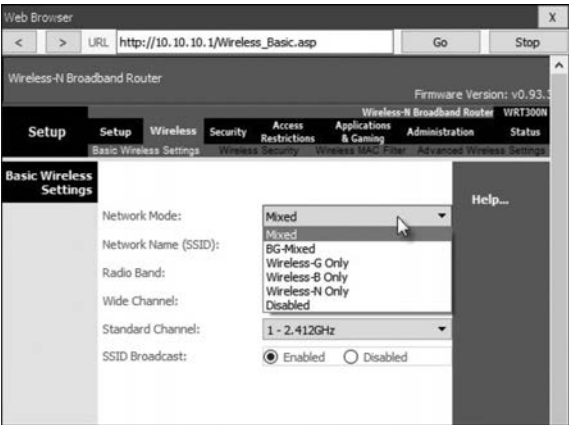 Web Browser X
< > URL http://10.10.10.1/Wireless_Basic.asp Go Stop
Wireless-N Broadband Router
Firmware Version: v0.93.3
Wireless-N Broadband Router WRT300N
Setup Setup Wireless Security Access Restrictions Applications & Gaming Administration Status
Basic Wireless Settings Wireless Security Wireless MAC Filter Advanced Wireless Settings
Basic Wireless Settings
Help...
Network Mode: Mixed
Mixed
Network Name (SSID): BG-Mixed
Wireless-G Only
Radio Band: Wireless-B Only
Wireless-N Only
Wide Channel: Disabled
Standard Channel: 1 - 2.412GHz
SSID Broadcast: Enabled Disabled